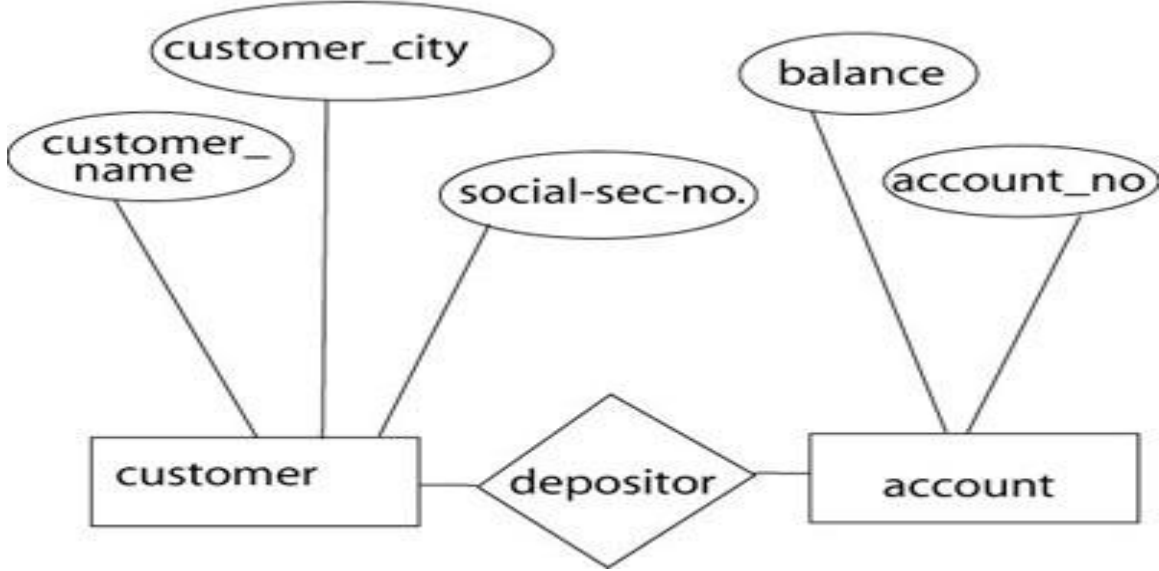 customer_city
balance
customer_
name
social-sec-no.
account_no
customer
depositor
account